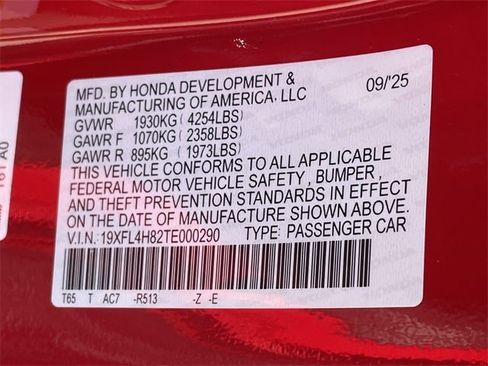 MFD. BY HONDA DEVELOPMENT & 09/'25
MANUFACTURING OF AMERICA, LLC
GVWR 1930KG (4254LBS)
GAWR F 1070KG (2358LBS)
GAWR R 895KG (1973LBS)
THIS VEHICLE CONFORMS TO ALL APPLICABLE
FEDERAL MOTOR VEHICLE SAFETY , BUMPER ,
AND THEFT PREVENTION STANDARDS IN EFFECT
ON THE DATE OF MANUFACTURE SHOWN ABOVE.
V.I.N.:19XFL4H82TE000290 TYPE: PASSENGER CAR
T65 T AC7 -R513 -Z -E
161 A0